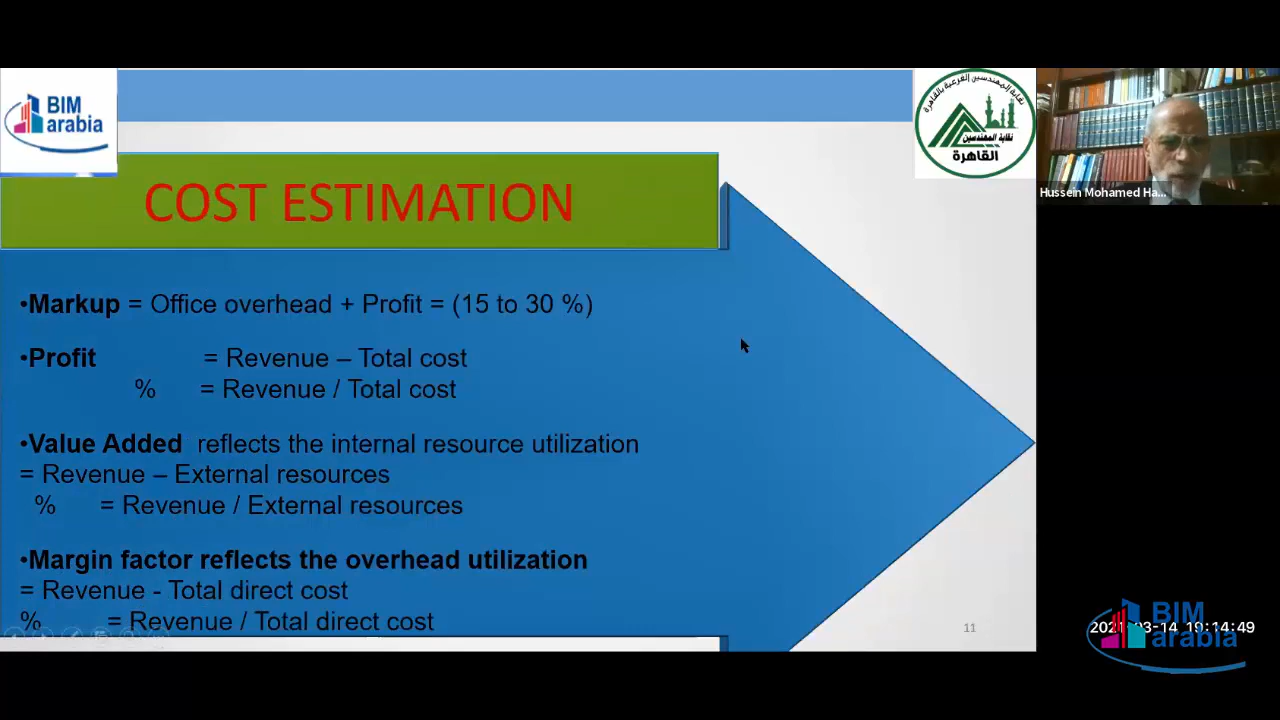 BIM
arabia
نقابة المهندسين الفرعية بالقاهرة
نقابة المهندسين
القاهرة
Hussein Mohamed Ha...
COST ESTIMATION
•Markup = Office overhead + Profit = (15 to 30 %)
•Profit = Revenue – Total cost
% = Revenue / Total cost
•Value Added reflects the internal resource utilization
= Revenue – External resources
% = Revenue / External resources
•Margin factor reflects the overhead utilization
= Revenue - Total direct cost
% = Revenue / Total direct cost
11
BIM
arabia
19:14:49